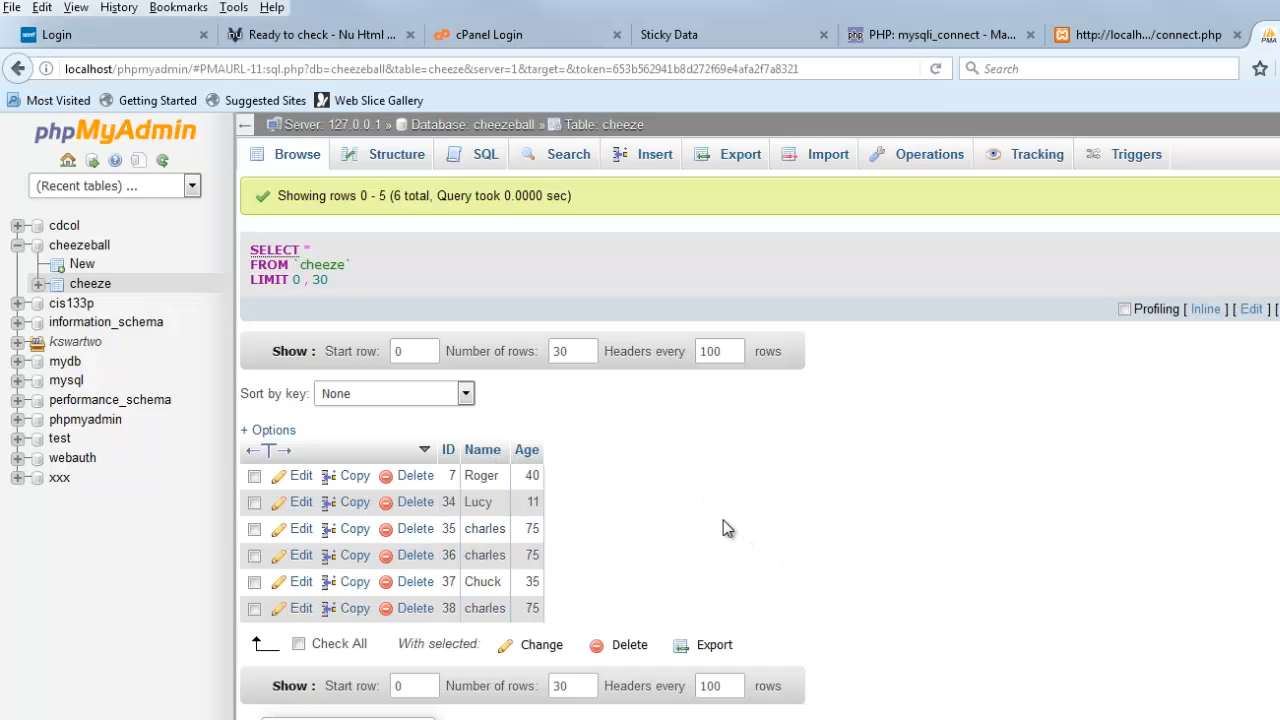 File Edit View History Bookmarks Tools Help
Login Ready to check - Nu Html ... cPanel Login Sticky Data PHP: mysqli_connect - Ma... http://localh.../connect.php PMA
localhost/phpmyadmin/#PMAURL-11:sql.php?db=cheezeball&table=cheeze&server=1&target=&token=653b562941b8d272f69e4afa2f7a8321 Search
Most Visited Getting Started Suggested Sites Web Slice Gallery
phpMyAdmin
(Recent tables) ...
cdcol
cheezeball
New
cheeze
cis133p
information_schema
kswartwo
mydb
mysql
performance_schema
phpmyadmin
test
webauth
xxx
Server: 127.0.0.1 » Database: cheezeball » Table: cheeze
Browse Structure SQL Search Insert Export Import Operations Tracking Triggers
Showing rows 0 - 5 (6 total, Query took 0.0000 sec)
SELECT *
FROM `cheeze`
LIMIT 0 , 30
Profiling [ Inline ] [ Edit ] [
Show : Start row: 0 Number of rows: 30 Headers every 100 rows
Sort by key: None
+ Options
ID Name Age
Edit Copy Delete 7 Roger 40
Edit Copy Delete 34 Lucy 11
Edit Copy Delete 35 charles 75
Edit Copy Delete 36 charles 75
Edit Copy Delete 37 Chuck 35
Edit Copy Delete 38 charles 75
Check All With selected: Change Delete Export
Show : Start row: 0 Number of rows: 30 Headers every 100 rows